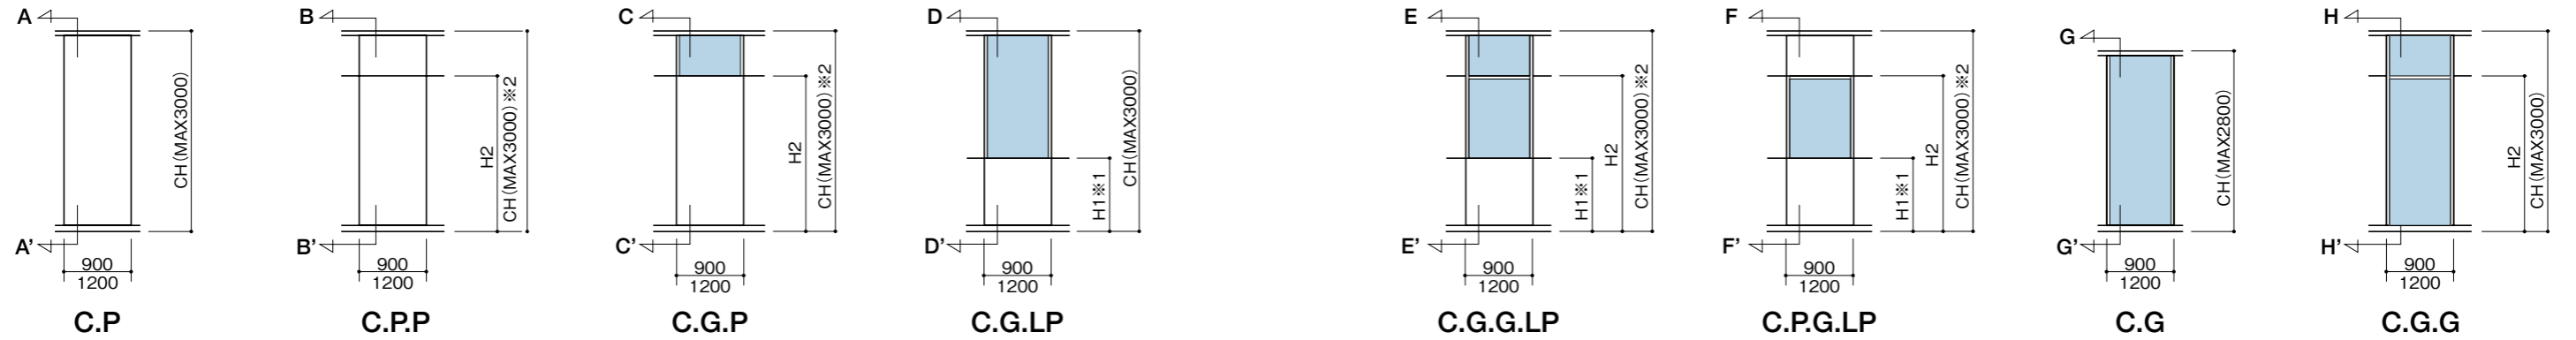 A
CH(MAX3000)
A’
900
1200
C.P
B
H2
CH(MAX3000)※2
B’
900
1200
C.P.P
C
H2
CH(MAX3000)※2
C’
900
1200
C.G.P
D
H1※1
CH(MAX3000)
D’
900
1200
C.G.LP
E
H1※1
H2
CH(MAX3000)※2
E’
900
1200
C.G.G.LP
F
H1※1
H2
CH(MAX3000)※2
F’
900
1200
C.P.G.LP
G
CH(MAX2800)
G’
900
1200
C.G
H
H2
CH(MAX3000)
H’
900
1200
C.G.G